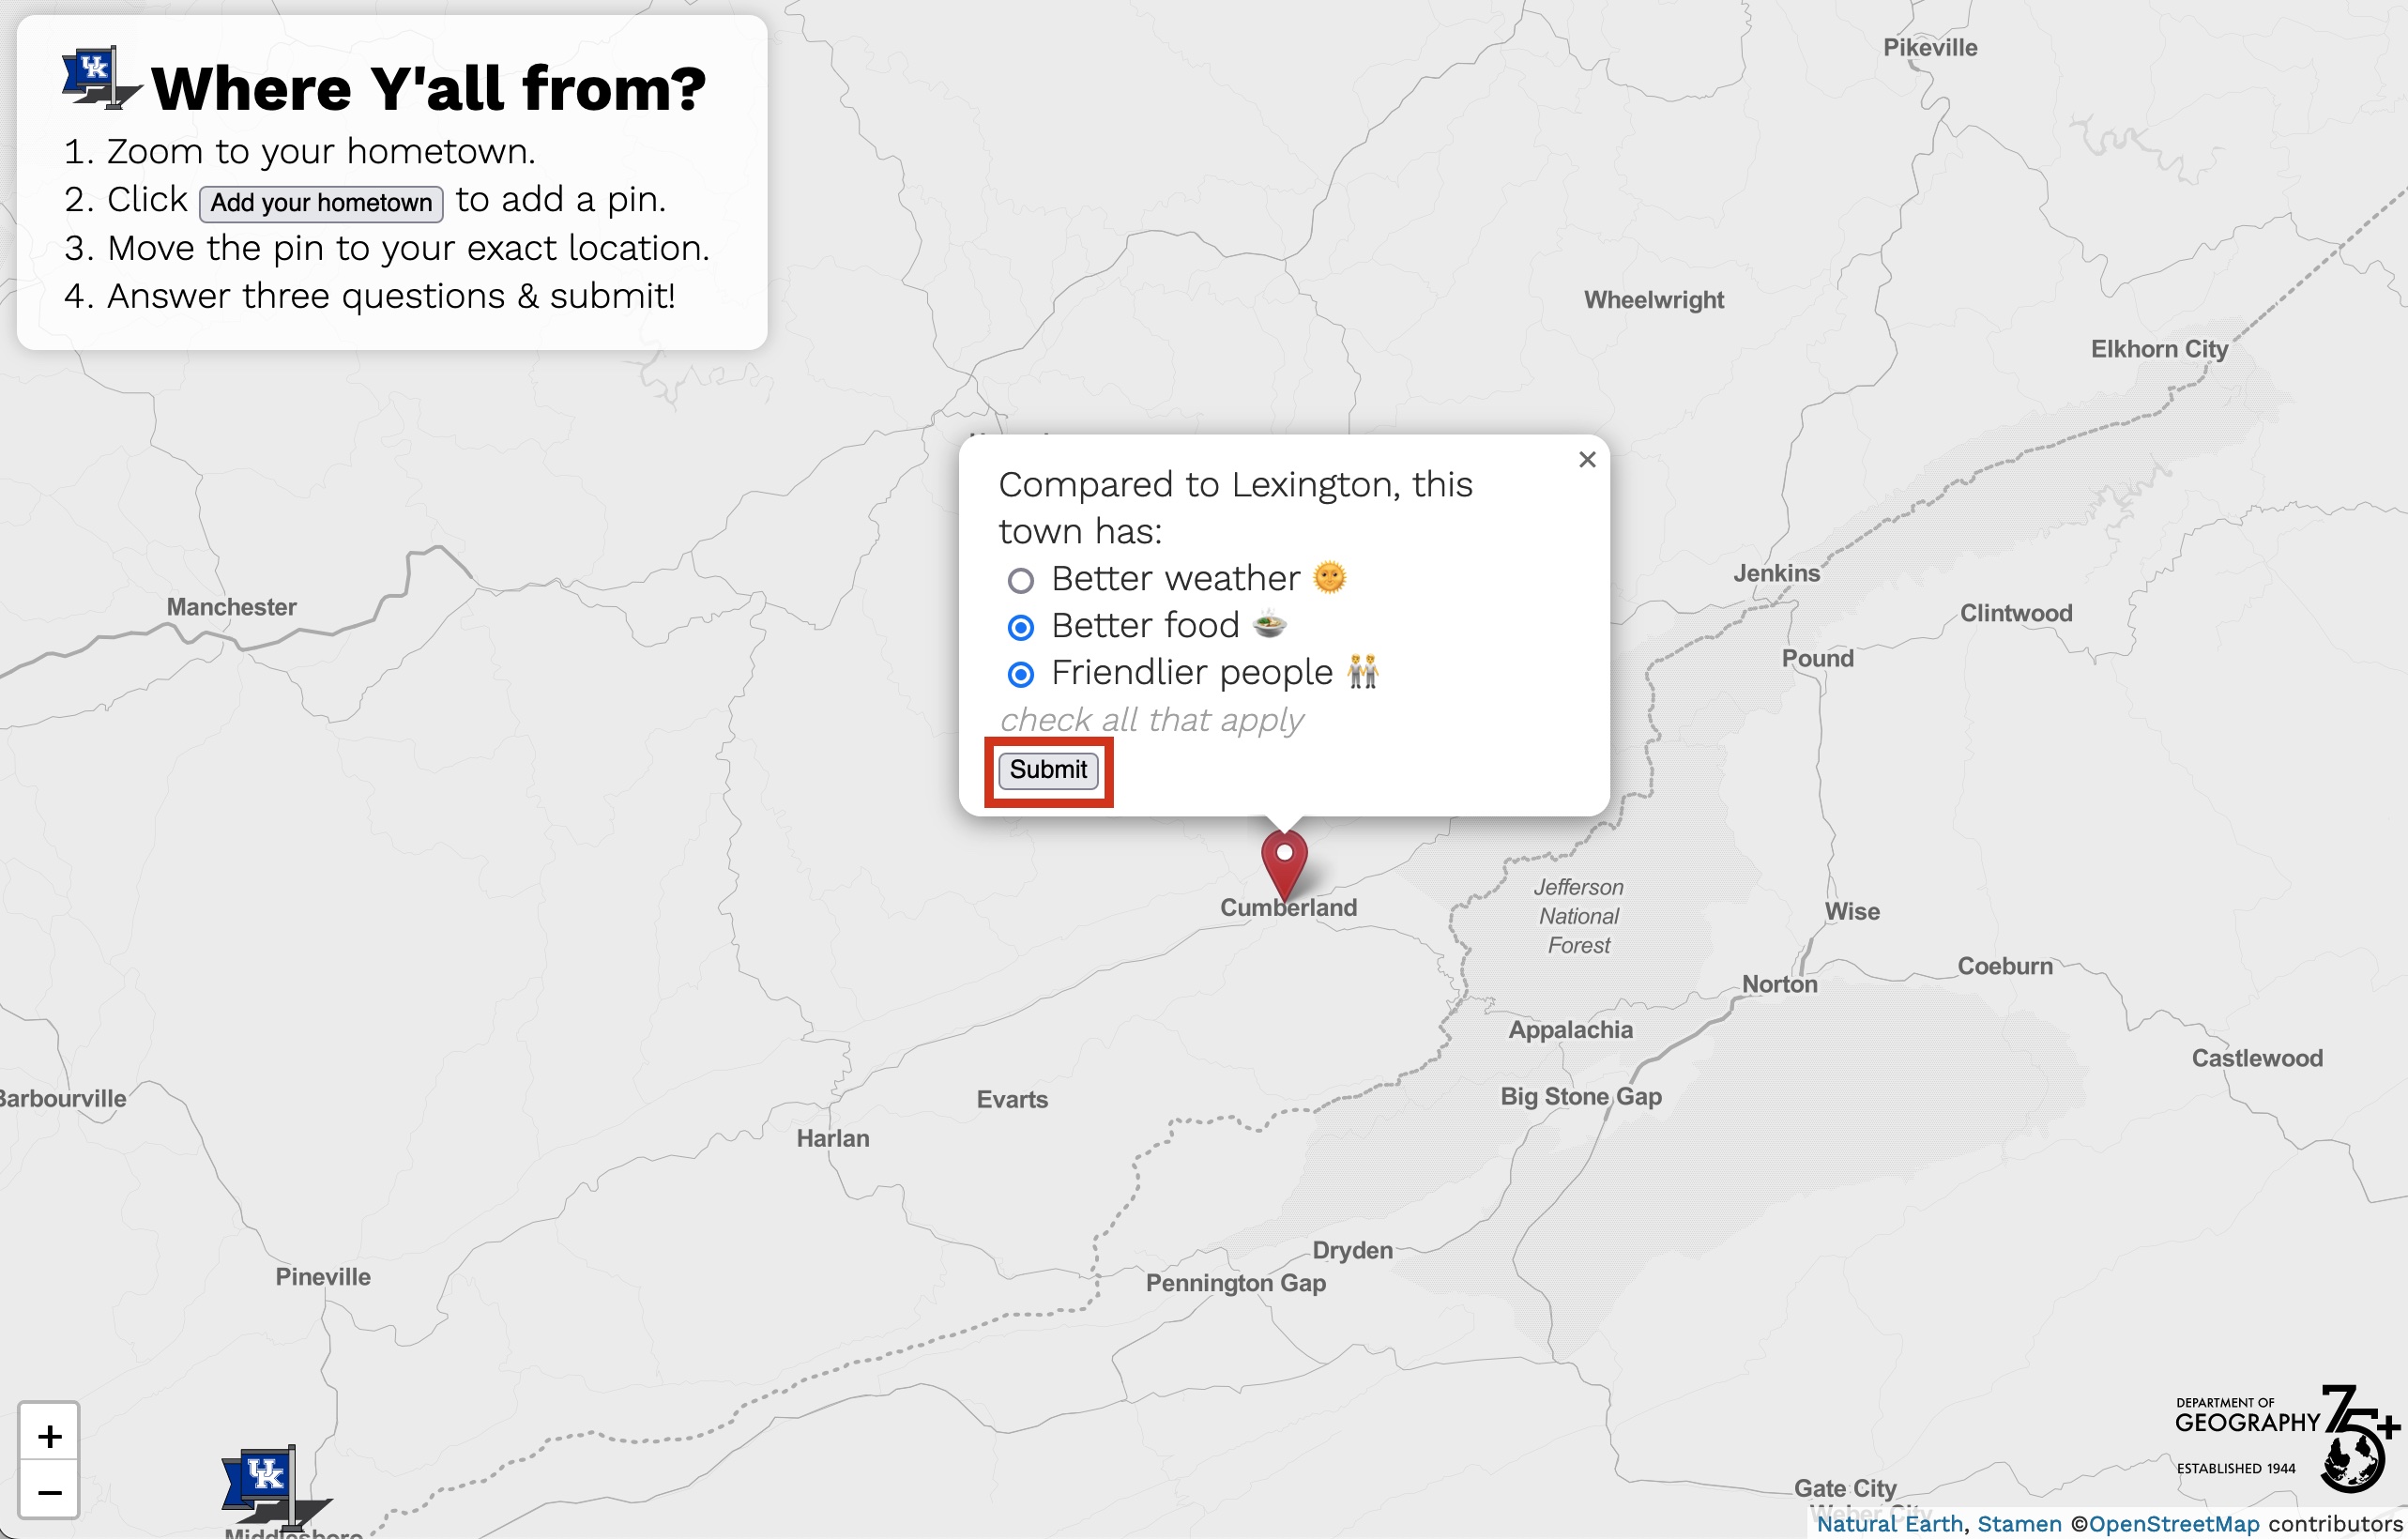 Where Y'all from?
1. Zoom to your hometown.
2. Click Add your hometown to add a pin.
3. Move the pin to your exact location.
4. Answer three questions & submit!
UK
Pikeville
Wheelwright
Elkhorn City
Compared to Lexington, this
town has:
Better weather
Better food
Friendlier people
check all that apply
Submit
×
Jenkins
Clintwood
Manchester
Pound
Jefferson
National
Forest
Cumberland
Wise
Coeburn
Norton
Appalachia
Castlewood
Big Stone Gap
Barbourville
Evarts
Harlan
Dryden
Pennington Gap
Pineville
+
−
UK
Middlesboro
DEPARTMENT OF
GEOGRAPHY
ESTABLISHED 1944
75+
Gate City
Weber City
Natural Earth, Stamen ©OpenStreetMap contributors